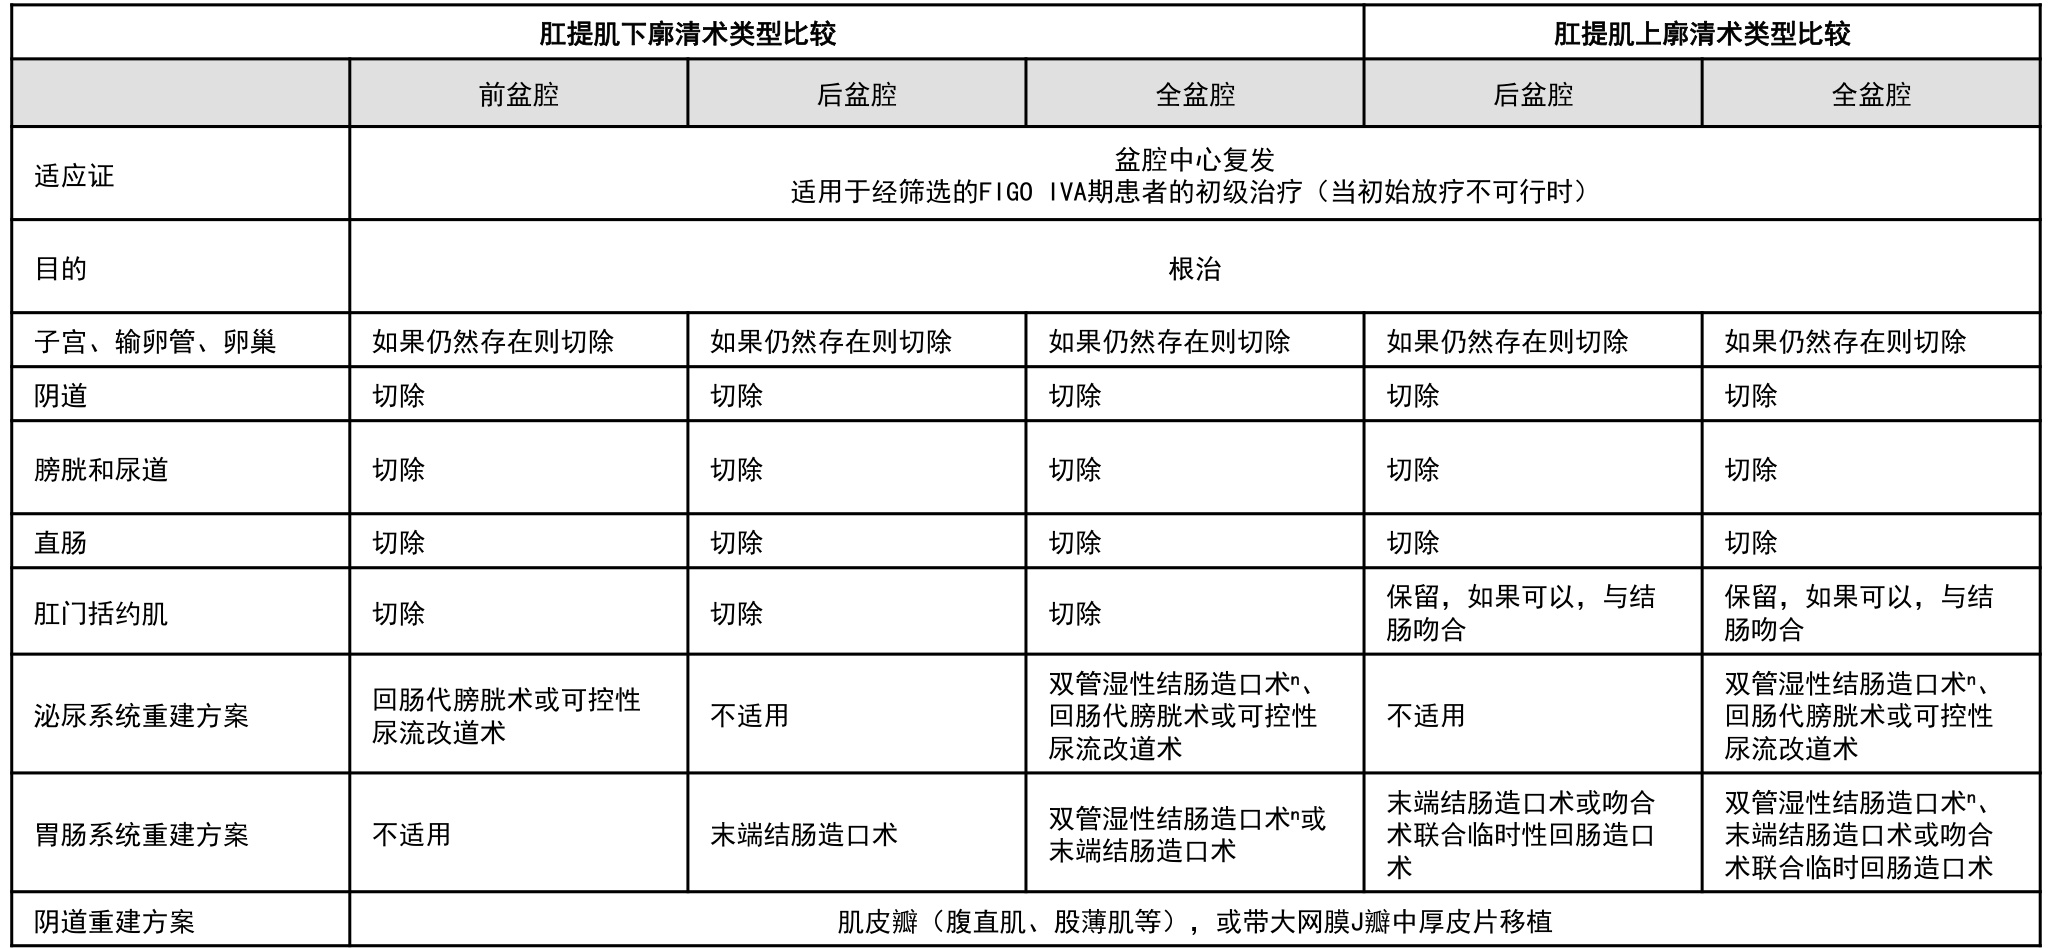 肛提肌下廓清术类型比较 肛提肌上廓清术类型比较
前盆腔 后盆腔 全盆腔 后盆腔 全盆腔
适应证
盆腔中心复发
适用于经筛选的FIGO IVA期患者的初级治疗（当初始放疗不可行时）
目的 根治
子宫、输卵管、卵巢 如果仍然存在则切除 如果仍然存在则切除 如果仍然存在则切除 如果仍然存在则切除 如果仍然存在则切除
阴道 切除 切除 切除 切除 切除
膀胱和尿道 切除 切除 切除 切除 切除
直肠 切除 切除 切除 切除 切除
肛门括约肌 切除 切除 切除
保留，如果可以，与结
肠吻合
保留，如果可以，与结
肠吻合
泌尿系统重建方案
回肠代膀胱术或可控性
尿流改道术
不适用
双管湿性结肠造口术ⁿ、
回肠代膀胱术或可控性
尿流改道术
不适用
双管湿性结肠造口术ⁿ、
回肠代膀胱术或可控性
尿流改道术
胃肠系统重建方案
不适用
末端结肠造口术
双管湿性结肠造口术ⁿ或
末端结肠造口术
末端结肠造口术或吻合
术联合临时性回肠造口
术
双管湿性结肠造口术ⁿ、
末端结肠造口术或吻合
术联合临时回肠造口术
阴道重建方案 肌皮瓣（腹直肌、股薄肌等），或带大网膜J瓣中厚皮片移植